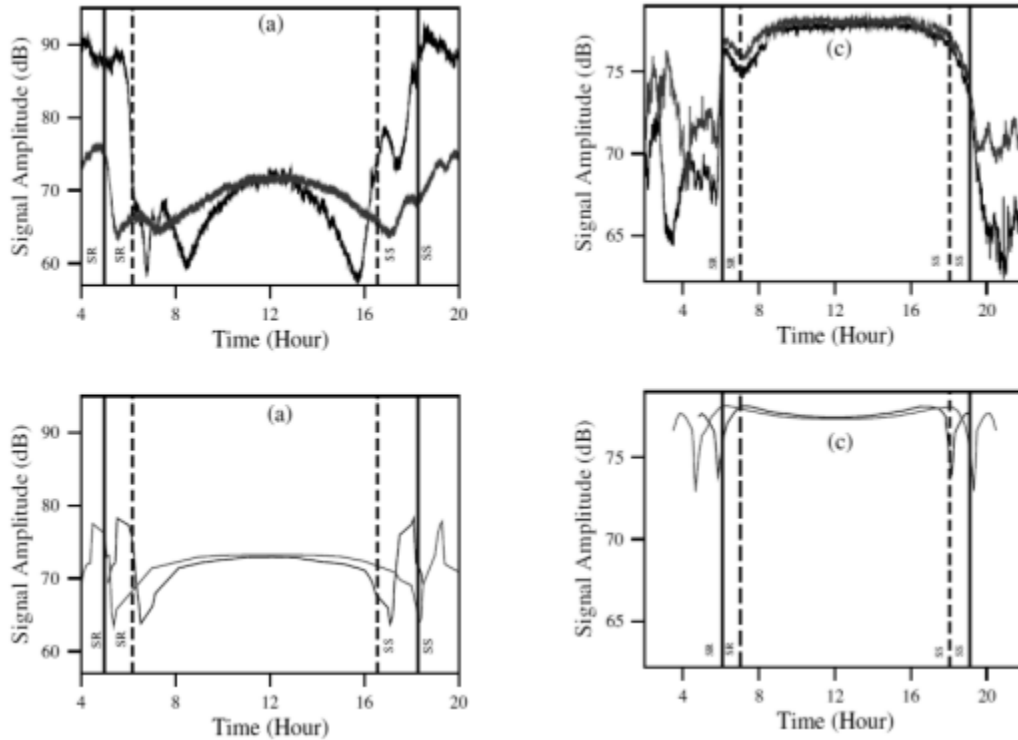 (a)
Signal Amplitude (dB)
90
80
70
60
SR
SR
SS
SS
4
8
12
16
20
Time (Hour)
(c)
Signal Amplitude (dB)
75
70
65
SR
SR
SS
SS
4
8
12
16
20
Time (Hour)
(a)
Signal Amplitude (dB)
90
80
70
60
SR
SR
SS
SS
4
8
12
16
20
Time (Hour)
(c)
Signal Amplitude (dB)
75
70
65
SR
SR
SS
SS
4
8
12
16
20
Time (Hour)